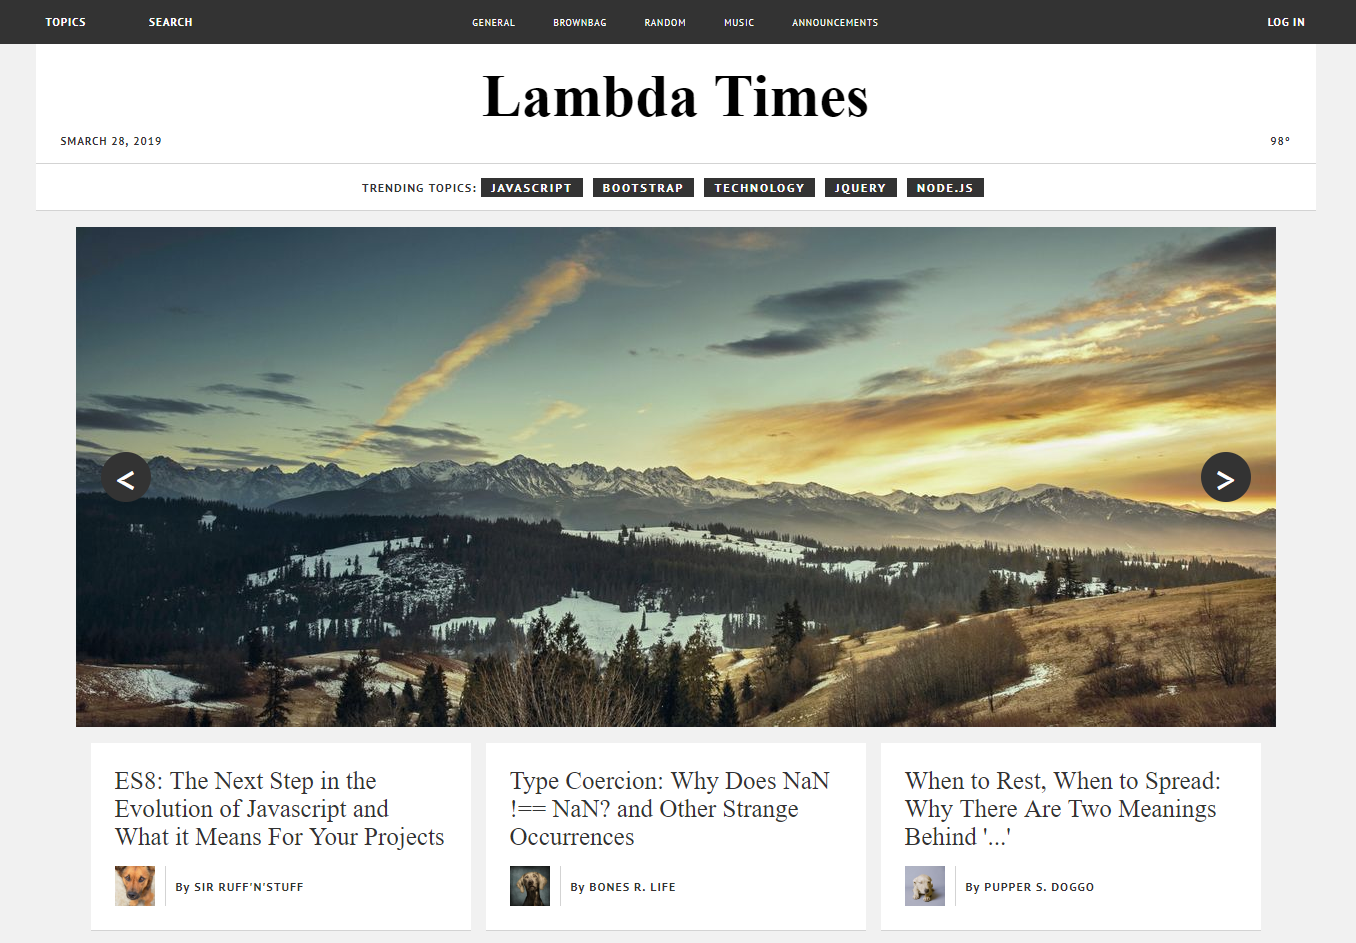 TOPICS SEARCH GENERAL BROWNBAG RANDOM MUSIC ANNOUNCEMENTS LOG IN
Lambda Times
SMARCH 28, 2019 98°
TRENDING TOPICS: JAVASCRIPT BOOTSTRAP TECHNOLOGY JQUERY NODE.JS
< >
ES8: The Next Step in the
Evolution of Javascript and
What it Means For Your Projects
By SIR RUFF'N'STUFF
Type Coercion: Why Does NaN
!== NaN? and Other Strange
Occurrences
By BONES R. LIFE
When to Rest, When to Spread:
Why There Are Two Meanings
Behind '...'
By PUPPER S. DOGGO